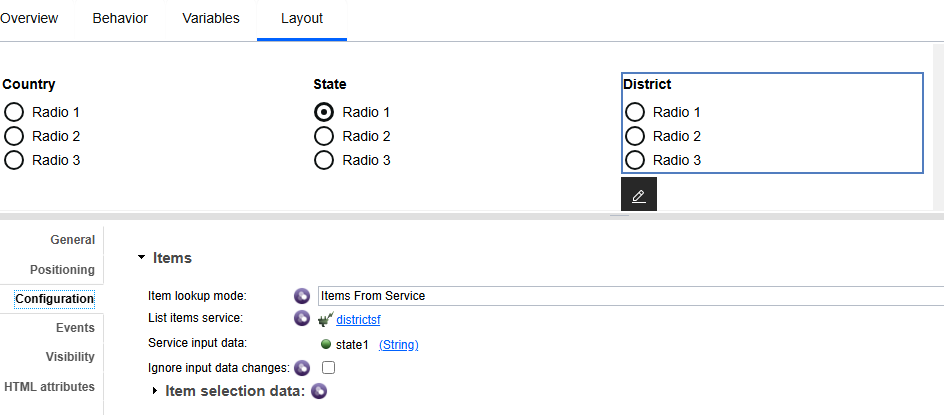 Overview Behavior Variables Layout
Country State District
Radio 1 Radio 1 Radio 1
Radio 2 Radio 2 Radio 2
Radio 3 Radio 3 Radio 3
General
Positioning
Configuration
Events
Visibility
HTML attributes
Items
Item lookup mode: Items From Service
List items service: districtsf
Service input data: state1 (String)
Ignore input data changes:
Item selection data: